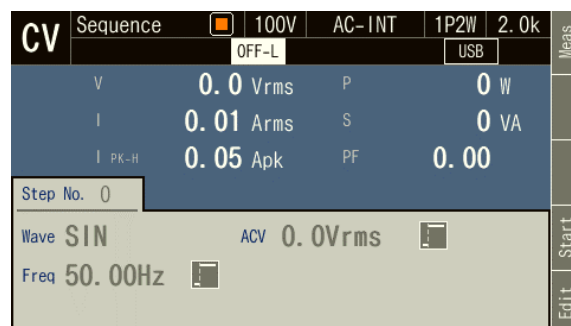 CV Sequence 100V AC-INT 1P2W 2.0k
OFF-L USB
Meas
V 0.0 Vrms P 0 W
I 0.01 Arms S 0 VA
I PK-H 0.05 Apk PF 0.00
Step No. 0
Wave SIN ACV 0.0Vrms
Freq 50.00Hz
Start
Edit